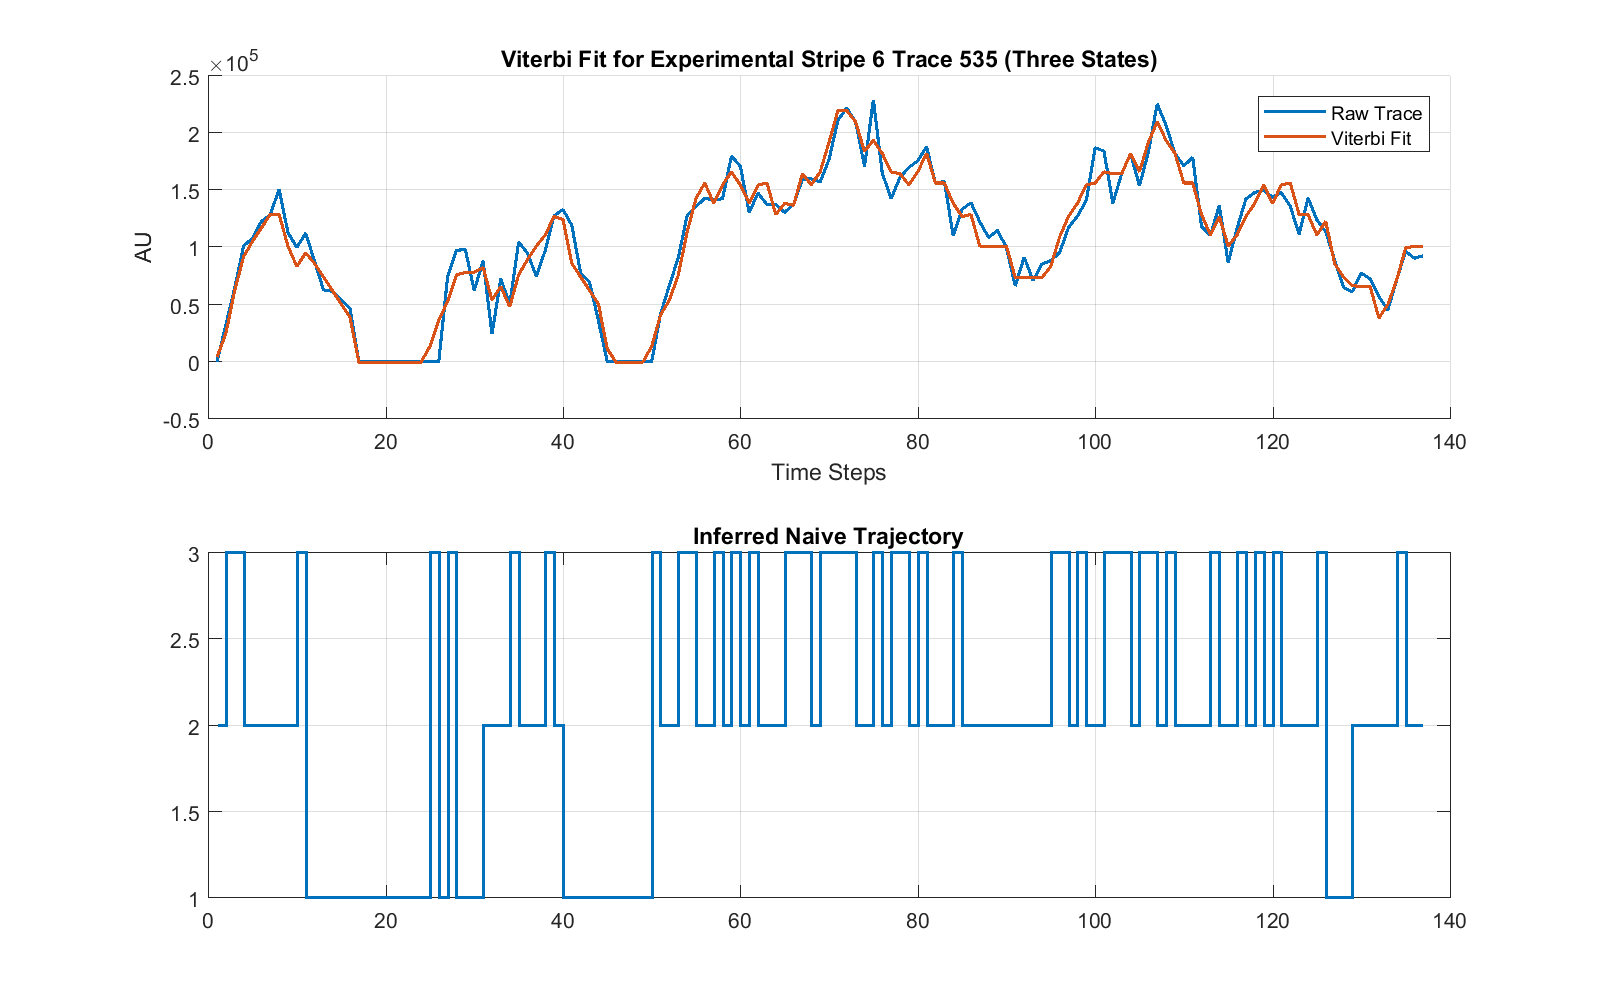 Viterbi Fit for Experimental Stripe 6 Trace 535 (Three States)
×10^5
2.5
2
1.5
1
0.5
0
-0.5
AU
Raw Trace
Viterbi Fit
0 20 40 60 80 100 120 140
Time Steps
Inferred Naive Trajectory
3
2.5
2
1.5
1
0 20 40 60 80 100 120 140